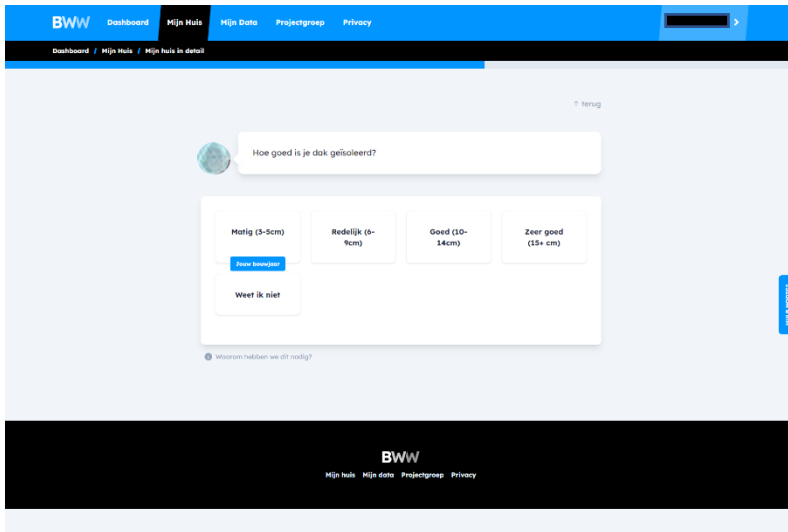 BWW Dashboard Mijn Huis Mijn Data Projectgroep Privacy
Dashboard / Mijn Huis / Mijn huis in detail
↑ terug
Hoe goed is je dak geïsoleerd?
Matig (3-5cm)
Jouw bouwjaar
Redelijk (6-
9cm)
Goed (10-
14cm)
Zeer goed
(15+ cm)
Weet ik niet
Waarom hebben we dit nodig?
BWW
Mijn huis Mijn data Projectgroep Privacy